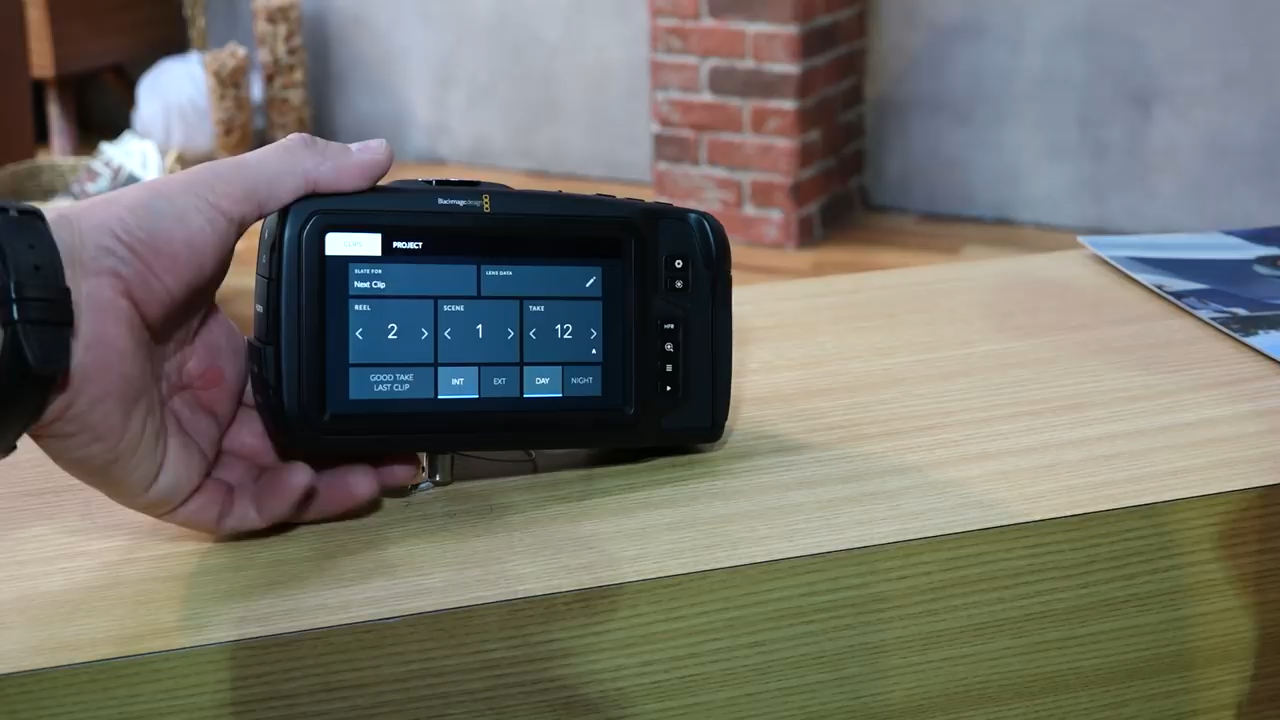 Blackmagicdesign
CLIPS PROJECT
SLATE FOR LENS DATA
Next Clip
REEL SCENE TAKE
< 2 > < 1 > < 12 >
A
GOOD TAKE
LAST CLIP INT EXT DAY NIGHT
HFR